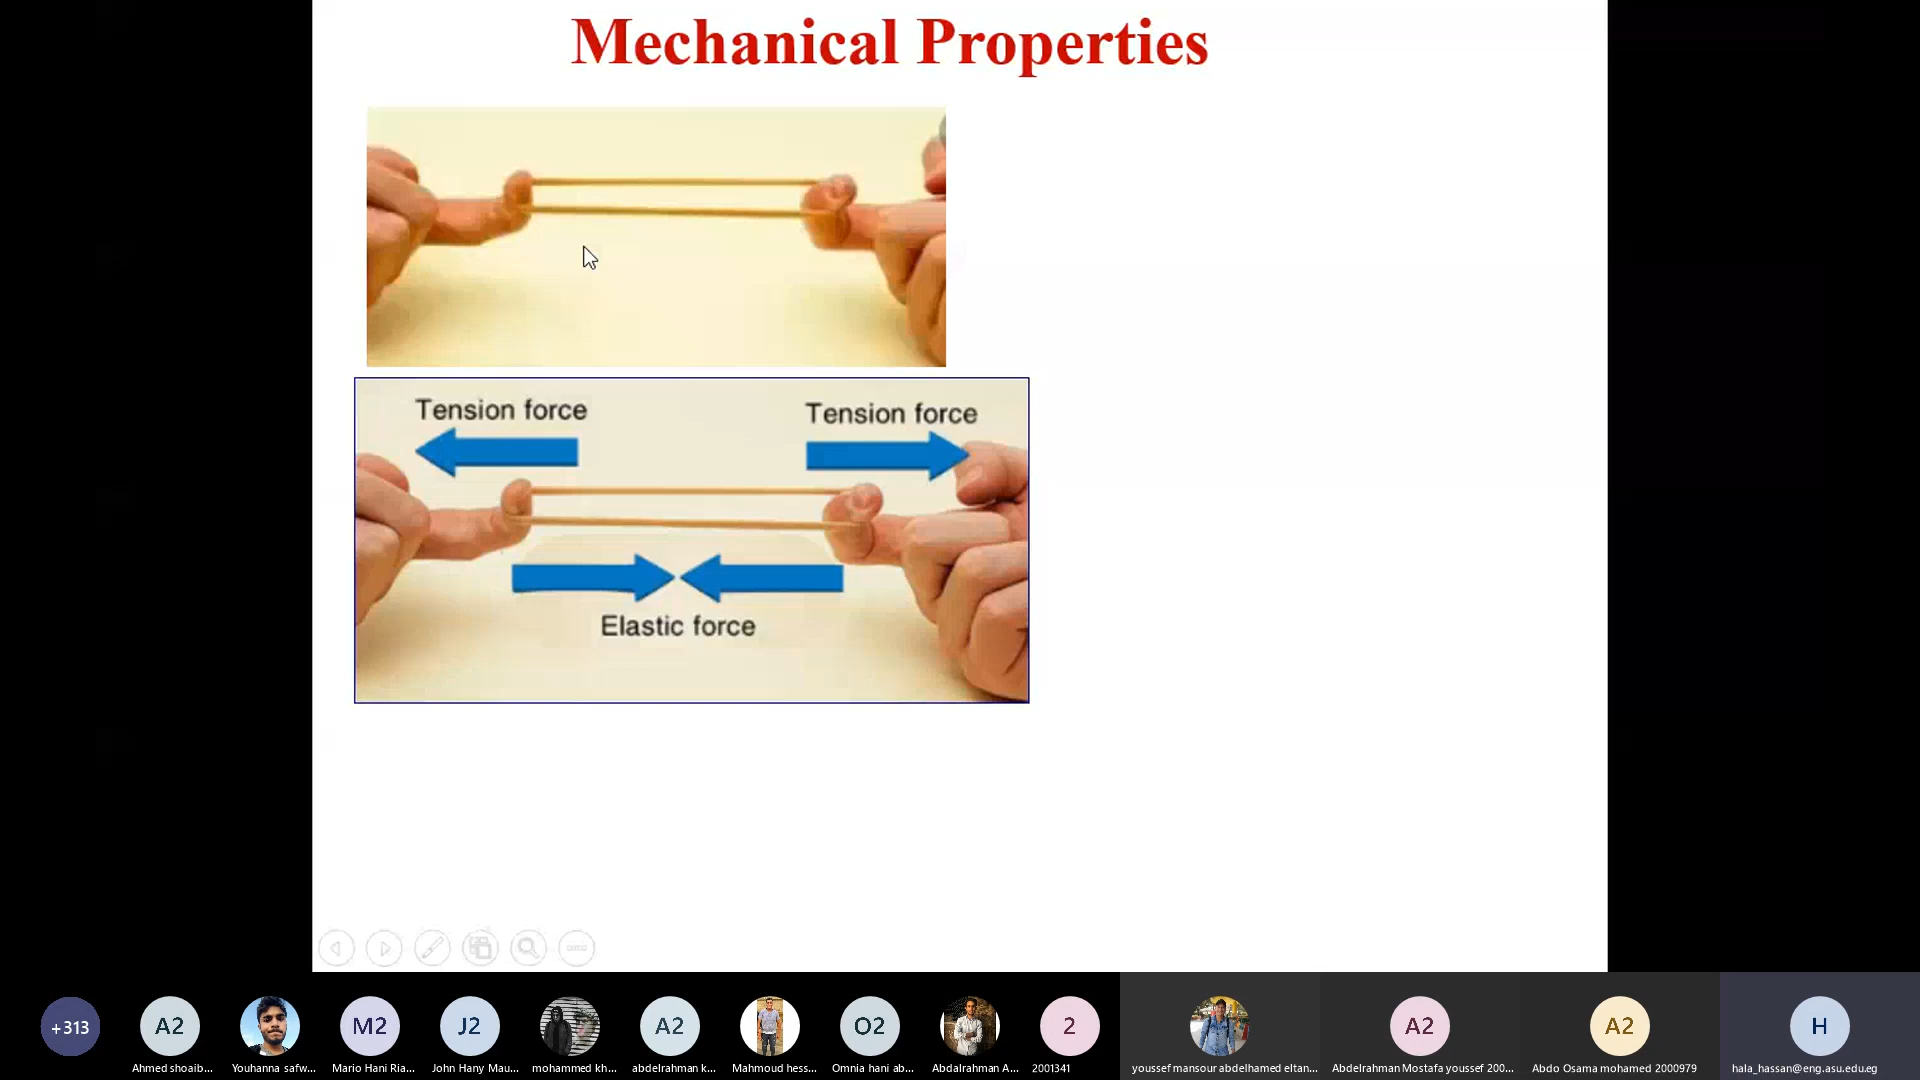 Mechanical Properties
Tension force
Tension force
Elastic force
+313
A2
M2
J2
A2
O2
2
A2
A2
H
Ahmed shoaib...
Youhanna safw...
Mario Hani Ria...
John Hany Mau...
mohammed kh...
abdelrahman k...
Mahmoud hess...
Omnia hani ab...
Abdalrahman A...
2001341
youssef mansour abdelhamed eltan...
Abdelrahman Mostafa youssef 200...
Abdo Osama mohamed 2000979
hala_hassan@eng.asu.edu.eg